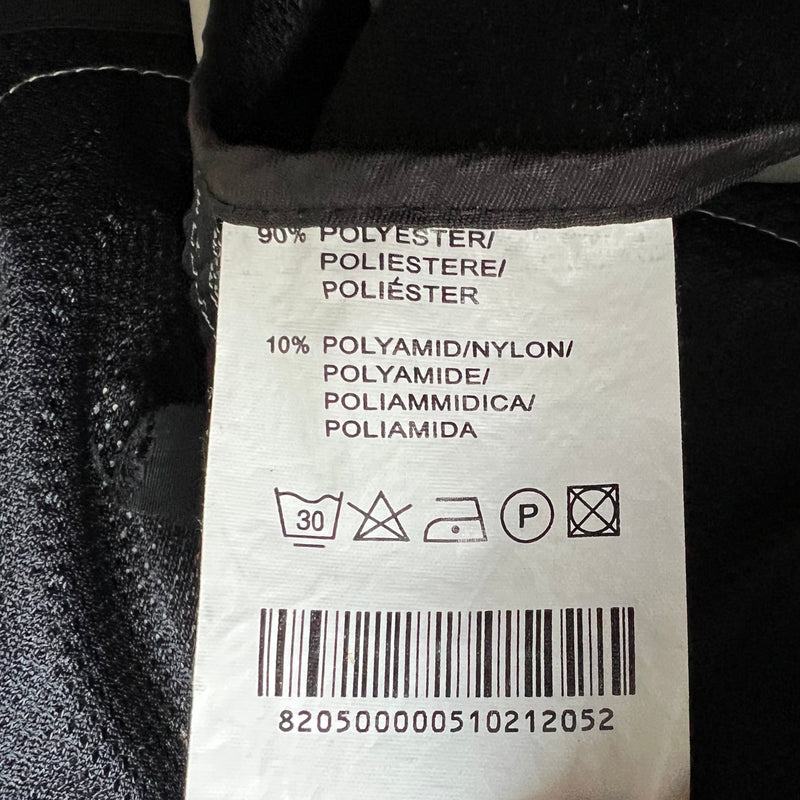 90% POLYESTER/
POLIESTERE/
POLIÉSTER
10% POLYAMID/NYLON/
POLYAMIDE/
POLIAMMIDICA/
POLIAMIDA
30 P
820500000510212052